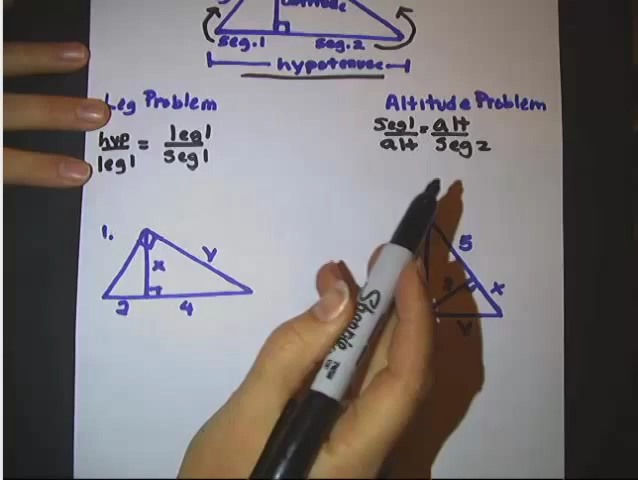 altitude
seg.1 seg.2
hypotenuse
Leg Problem
hyp/leg1 = leg1/seg1
Altitude Problem
seg1/alt = alt/seg2
1.
x
y
2
4
5
x
y
Sharpie